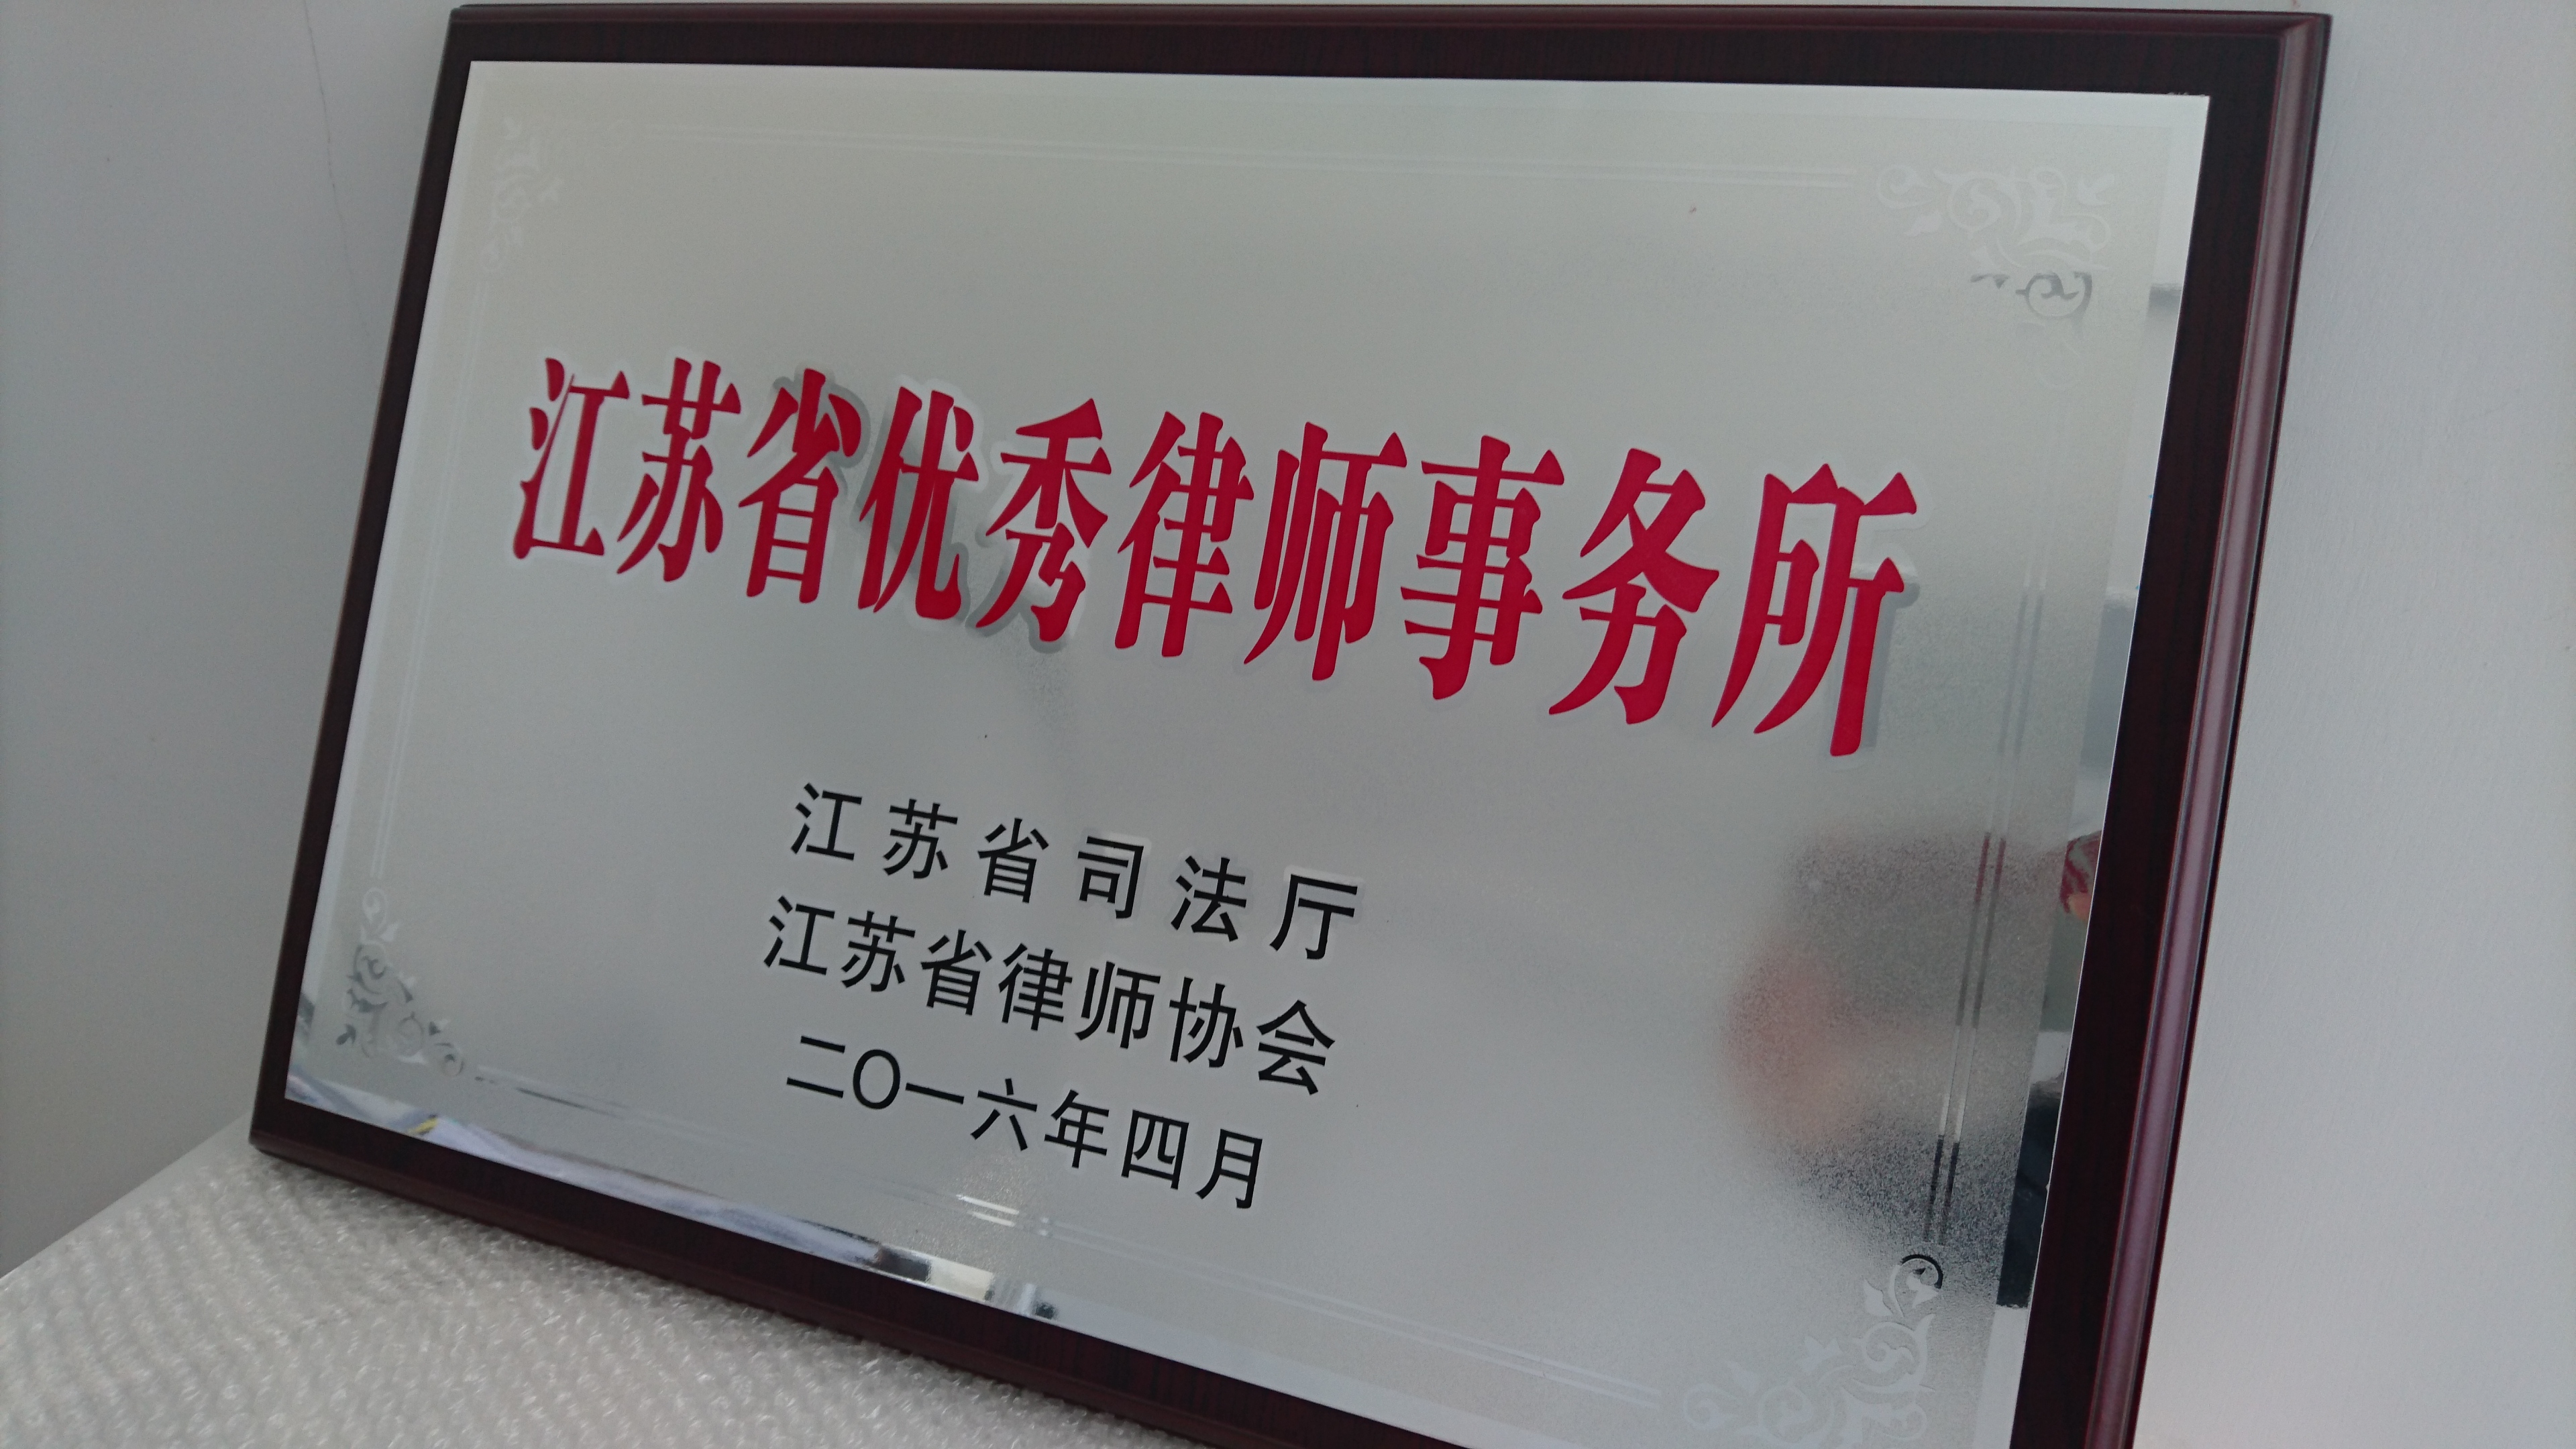 江苏省优秀律师事务所
江苏省司法厅
江苏省律师协会
二〇一六年四月